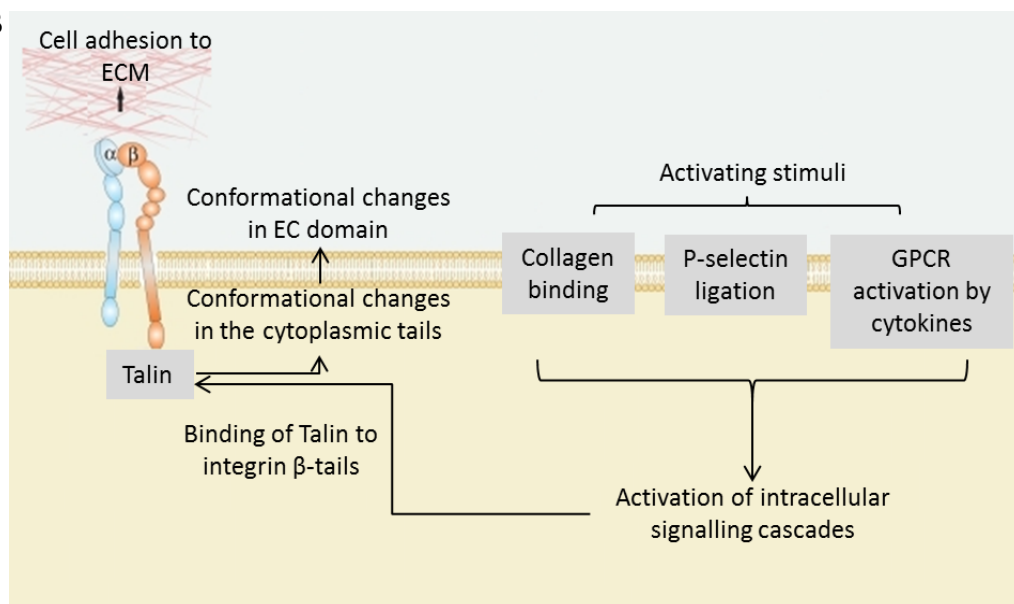 Cell adhesion to
ECM
α β
Conformational changes
in EC domain
Conformational changes
in the cytoplasmic tails
Talin
Binding of Talin to
integrin β-tails
Activating stimuli
Collagen
binding
P-selectin
ligation
GPCR
activation by
cytokines
Activation of intracellular
signalling cascades